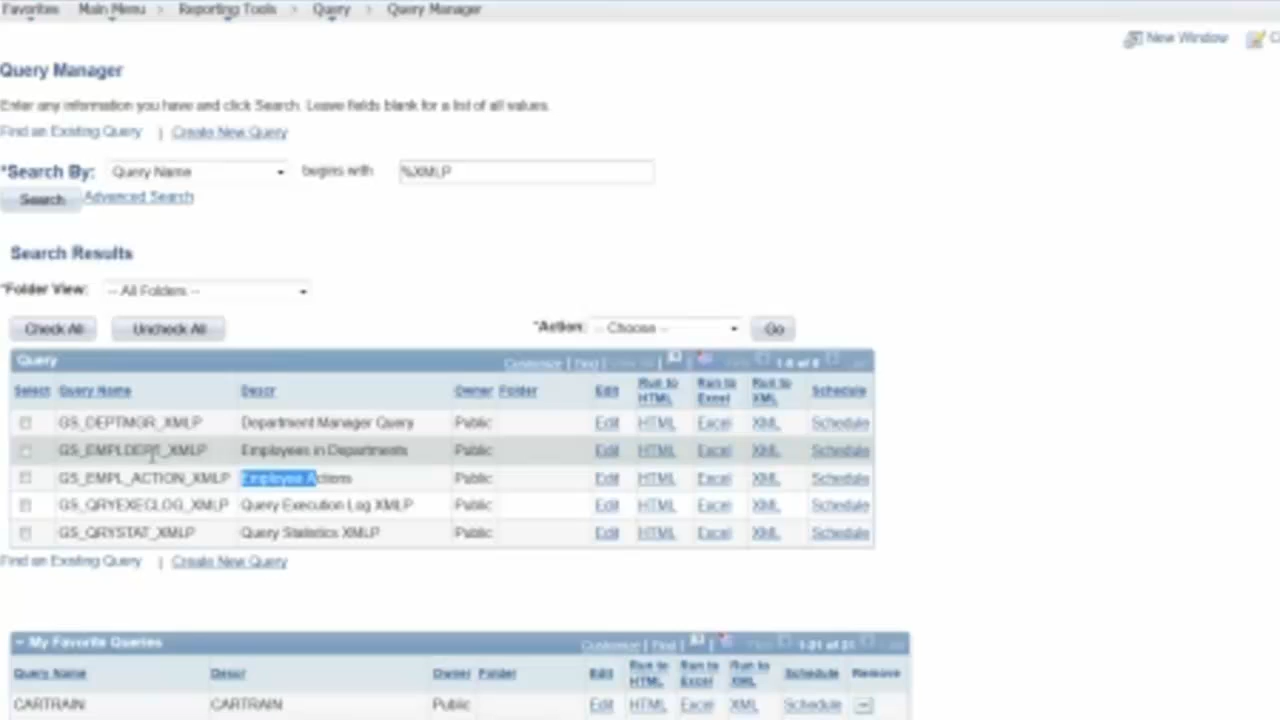 Favorites Main Menu > Reporting Tools > Query > Query Manager
New Window
Query Manager
Enter any information you have and click Search. Leave fields blank for a list of all values.
Find an Existing Query | Create New Query
*Search By: Query Name begins with %XMLP
Search Advanced Search
Search Results
*Folder View: -- All Folders --
Check All Uncheck All *Action: -- Choose -- Go
Query Customize | Find |
Select Query Name Descr Owner Folder Edit Run to HTML Run to Excel Run to XML Schedule
GS_DEPTMGR_XMLP Department Manager Query Public Edit HTML Excel XML Schedule
GS_EMPLDEPT_XMLP Employees in Departments Public Edit HTML Excel XML Schedule
GS_EMPL_ACTION_XMLP Employee Actions Public Edit HTML Excel XML Schedule
GS_QRYEXECLOG_XMLP Query Execution Log XMLP Public Edit HTML Excel XML Schedule
GS_QRYSTAT_XMLP Query Statistics XMLP Public Edit HTML Excel XML Schedule
Find an Existing Query | Create New Query
My Favorite Queries Customize | Find | 1-21 of 21
Query Name Descr Owner Folder Edit Run to HTML Run to Excel Run to XML Schedule Remove
CARTRAIN CARTRAIN Public Edit HTML Excel XML Schedule